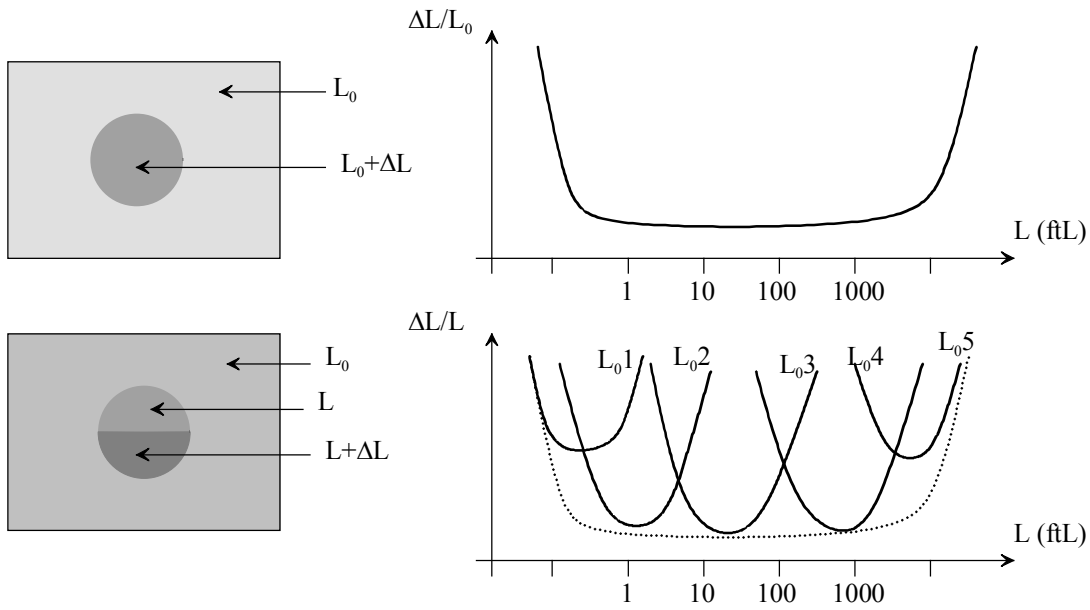 L₀
L₀+ΔL
ΔL/L₀
L (ftL)
1 10 100 1000
L₀
L
L+ΔL
ΔL/L
L₀1 L₀2 L₀3 L₀4 L₀5
L (ftL)
1 10 100 1000